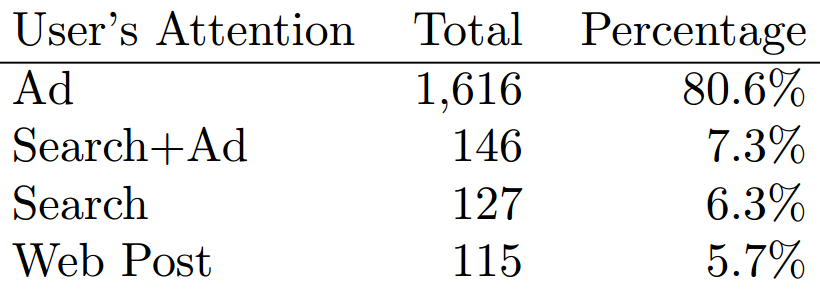 User's Attention Total Percentage
Ad 1,616 80.6%
Search+Ad 146 7.3%
Search 127 6.3%
Web Post 115 5.7%